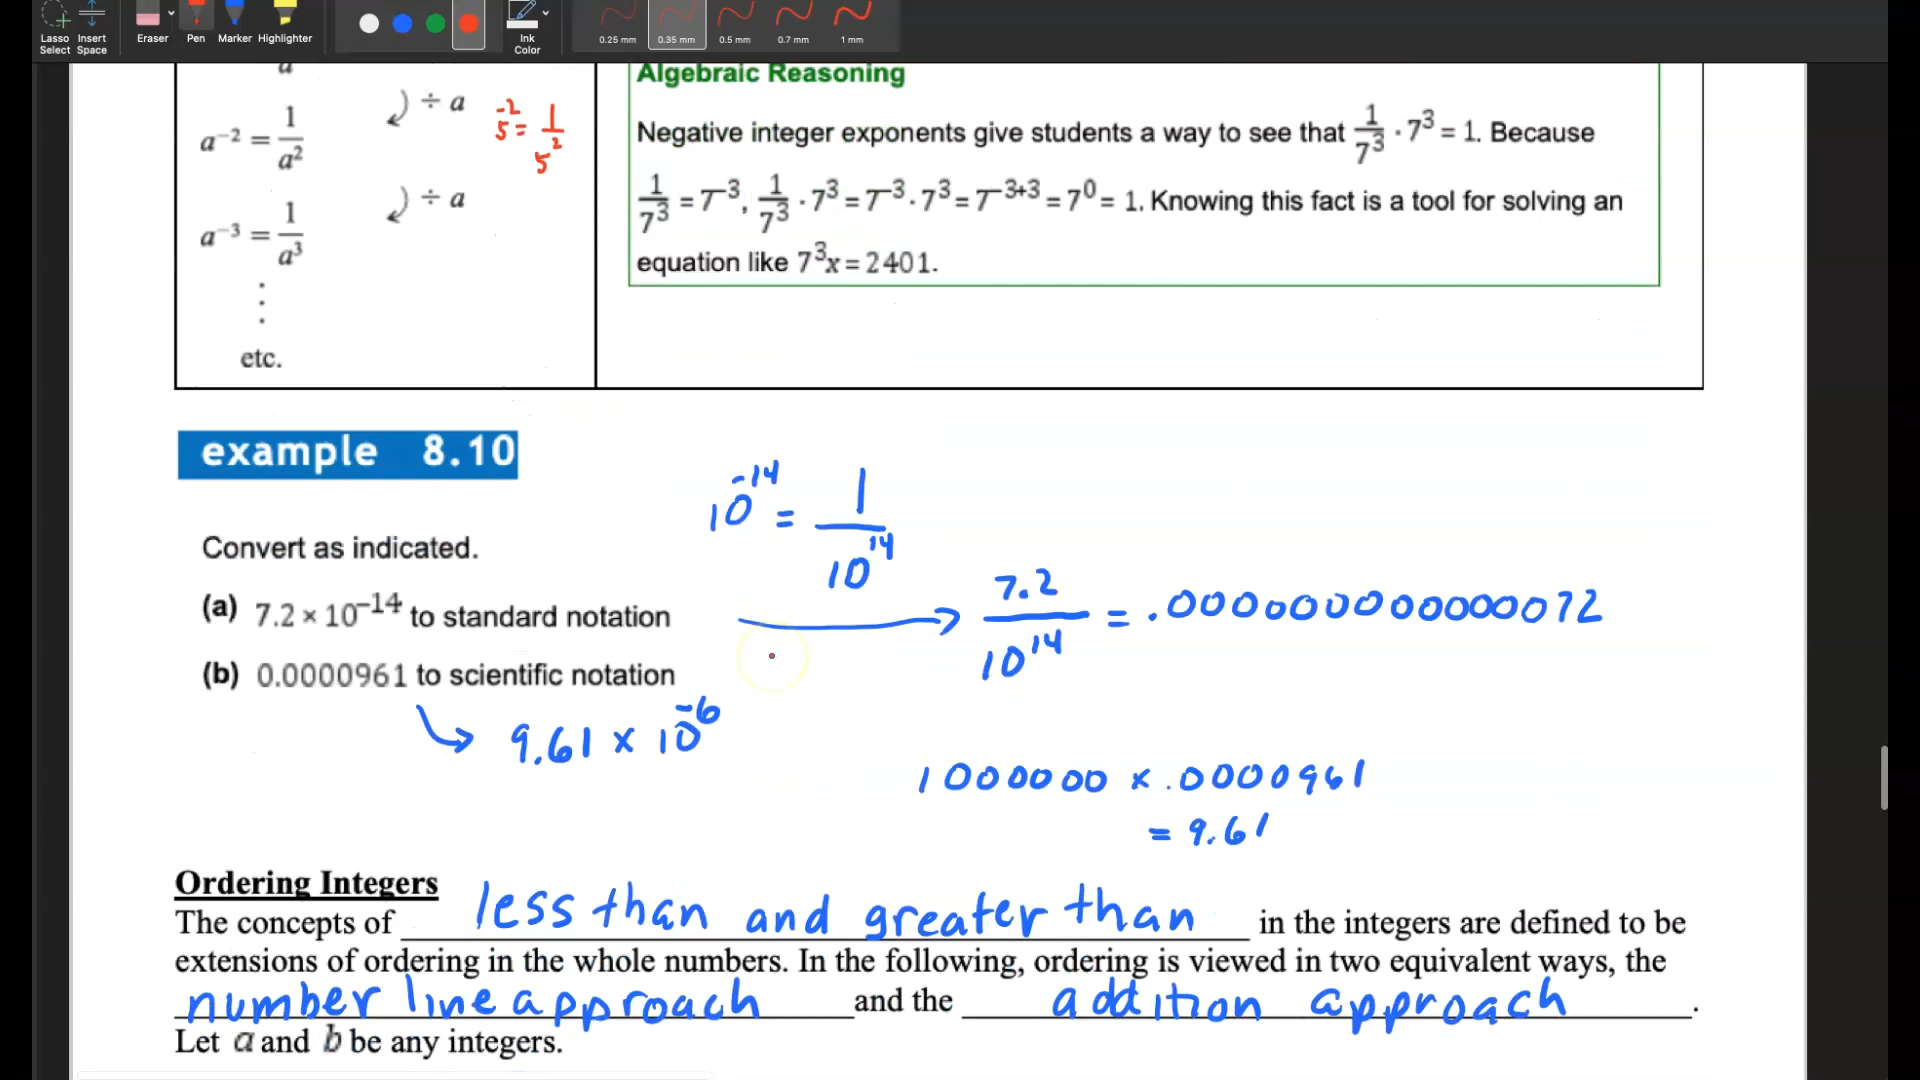 Lasso Select
Insert Space
Eraser
Pen
Marker
Highlighter
Ink Color
0.25 mm
0.35 mm
0.5 mm
0.7 mm
1 mm
a
÷ a
a⁻² = 1/a²
5⁻² = 1/5²
÷ a
a⁻³ = 1/a³
⋮
etc.
Algebraic Reasoning
Negative integer exponents give students a way to see that 1/7³ · 7³ = 1. Because
1/7³ = 7⁻³, 1/7³ · 7³ = 7⁻³ · 7³ = 7⁻³⁺³ = 7⁰ = 1. Knowing this fact is a tool for solving an
equation like 7³x = 2401.
example 8.10
10⁻¹⁴ = 1/10¹⁴
Convert as indicated.
(a) 7.2 × 10⁻¹⁴ to standard notation
7.2/10¹⁴ = .000000000000072
(b) 0.0000961 to scientific notation
9.61 × 10⁻⁶
1000000 × .0000961
= 9.61
Ordering Integers
The concepts of less than and greater than in the integers are defined to be
extensions of ordering in the whole numbers. In the following, ordering is viewed in two equivalent ways, the
number line approach and the addition approach.
Let a and b be any integers.